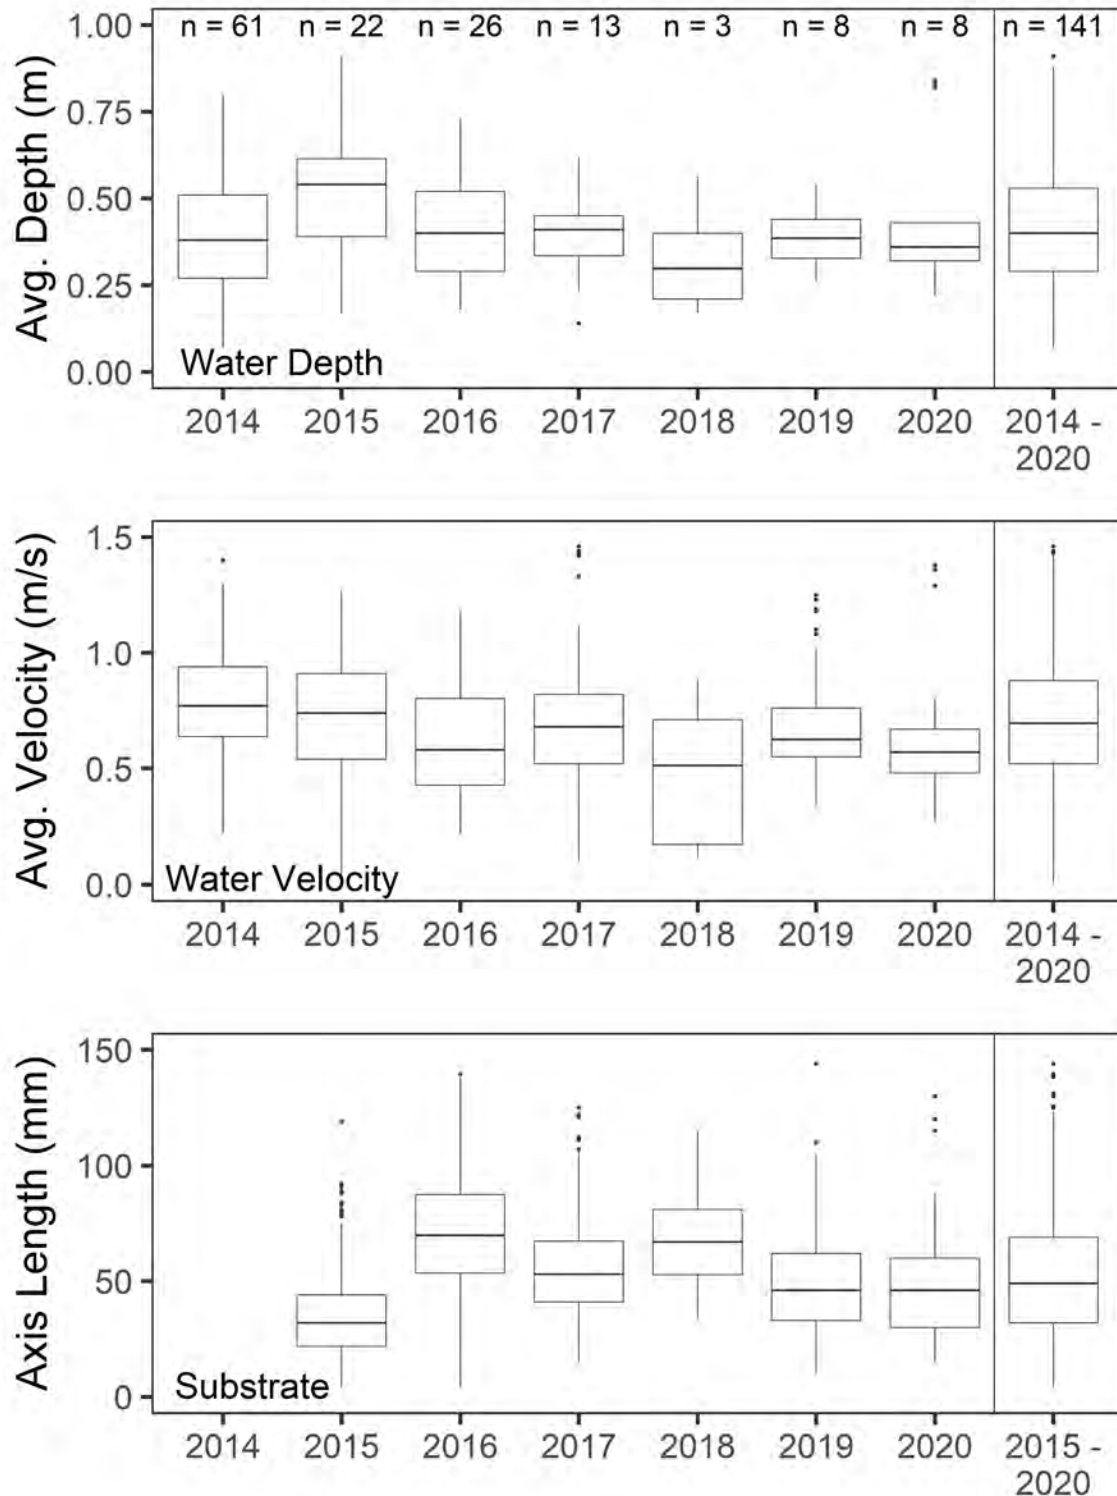 Avg. Depth (m)
1.00
0.75
0.50
0.25
0.00
n = 61 n = 22 n = 26 n = 13 n = 3 n = 8 n = 8 n = 141
Water Depth
2014 2015 2016 2017 2018 2019 2020 2014 -
2020
Avg. Velocity (m/s)
1.5
1.0
0.5
0.0
Water Velocity
2014 2015 2016 2017 2018 2019 2020 2014 -
2020
Axis Length (mm)
150
100
50
0
Substrate
2014 2015 2016 2017 2018 2019 2020 2015 -
2020